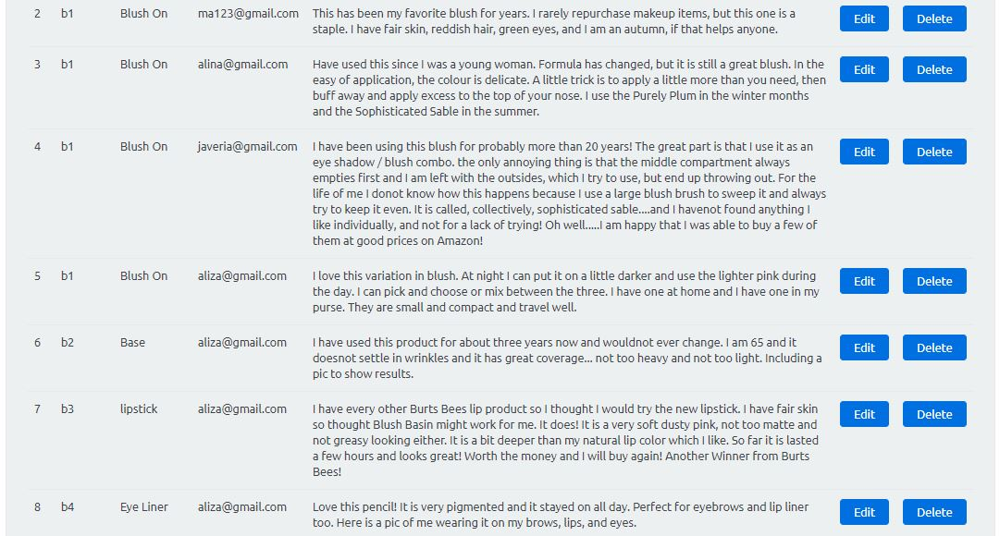 2 b1 Blush On ma123@gmail.com This has been my favorite blush for years. I rarely repurchase makeup items, but this one is a Edit Delete
staple. I have fair skin, reddish hair, green eyes, and I am an autumn, if that helps anyone.
3 b1 Blush On alina@gmail.com Have used this since I was a young woman. Formula has changed, but it is still a great blush. In the Edit Delete
easy of application, the colour is delicate. A little trick is to apply a little more than you need, then
buff away and apply excess to the top of your nose. I use the Purely Plum in the winter months
and the Sophisticated Sable in the summer.
4 b1 Blush On javeria@gmail.com I have been using this blush for probably more than 20 years! The great part is that I use it as an Edit Delete
eye shadow / blush combo. the only annoying thing is that the middle compartment always
empties first and I am left with the outsides, which I try to use, but end up throwing out. For the
life of me I donot know how this happens because I use a large blush brush to sweep it and always
try to keep it even. It is called, collectively, sophisticated sable....and I havenot found anything I
like individually, and not for a lack of trying! Oh well.....I am happy that I was able to buy a few of
them at good prices on Amazon!
5 b1 Blush On aliza@gmail.com I love this variation in blush. At night I can put it on a little darker and use the lighter pink during Edit Delete
the day. I can pick and choose or mix between the three. I have one at home and I have one in my
purse. They are small and compact and travel well.
6 b2 Base aliza@gmail.com I have used this product for about three years now and wouldnot ever change. I am 65 and it Edit Delete
doesnot settle in wrinkles and it has great coverage... not too heavy and not too light. Including a
pic to show results.
7 b3 lipstick aliza@gmail.com I have every other Burts Bees lip product so I thought I would try the new lipstick. I have fair skin Edit Delete
so thought Blush Basin might work for me. It does! It is a very soft dusty pink, not too matte and
not greasy looking either. It is a bit deeper than my natural lip color which I like. So far it is lasted
a few hours and looks great! Worth the money and I will buy again! Another Winner from Burts
Bees!
8 b4 Eye Liner aliza@gmail.com Love this pencil! It is very pigmented and it stayed on all day. Perfect for eyebrows and lip liner Edit Delete
too. Here is a pic of me wearing it on my brows, lips, and eyes.